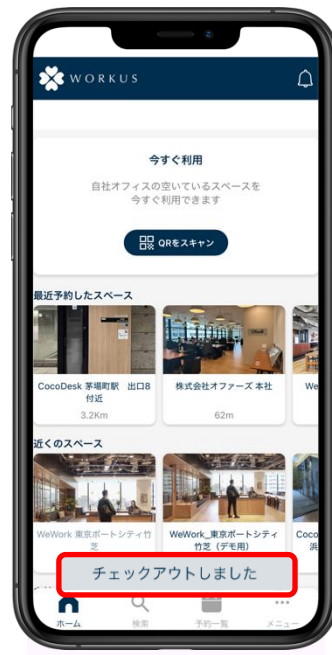 WORKUS
今すぐ利用
自社オフィスの空いているスペースを
今すぐ利用できます
QRをスキャン
最近予約したスペース
CocoDesk 茅場町駅 出口8
付近
3.2Km
株式会社オファーズ 本社
62m
We
近くのスペース
WeWork 東京ポートシティ竹
芝
WeWork_東京ポートシティ
竹芝（デモ用）
Coco
浜
チェックアウトしました
ホーム
検索
予約一覧
メニュー